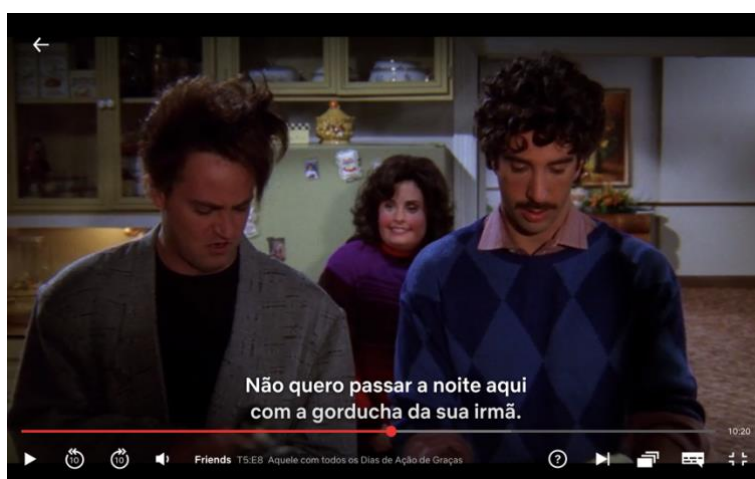 Não quero passar a noite aqui
com a gorducha da sua irmã.
10:20
10
10
Friends T5:E8 Aquele com todos os Dias de Ação de Graças
?